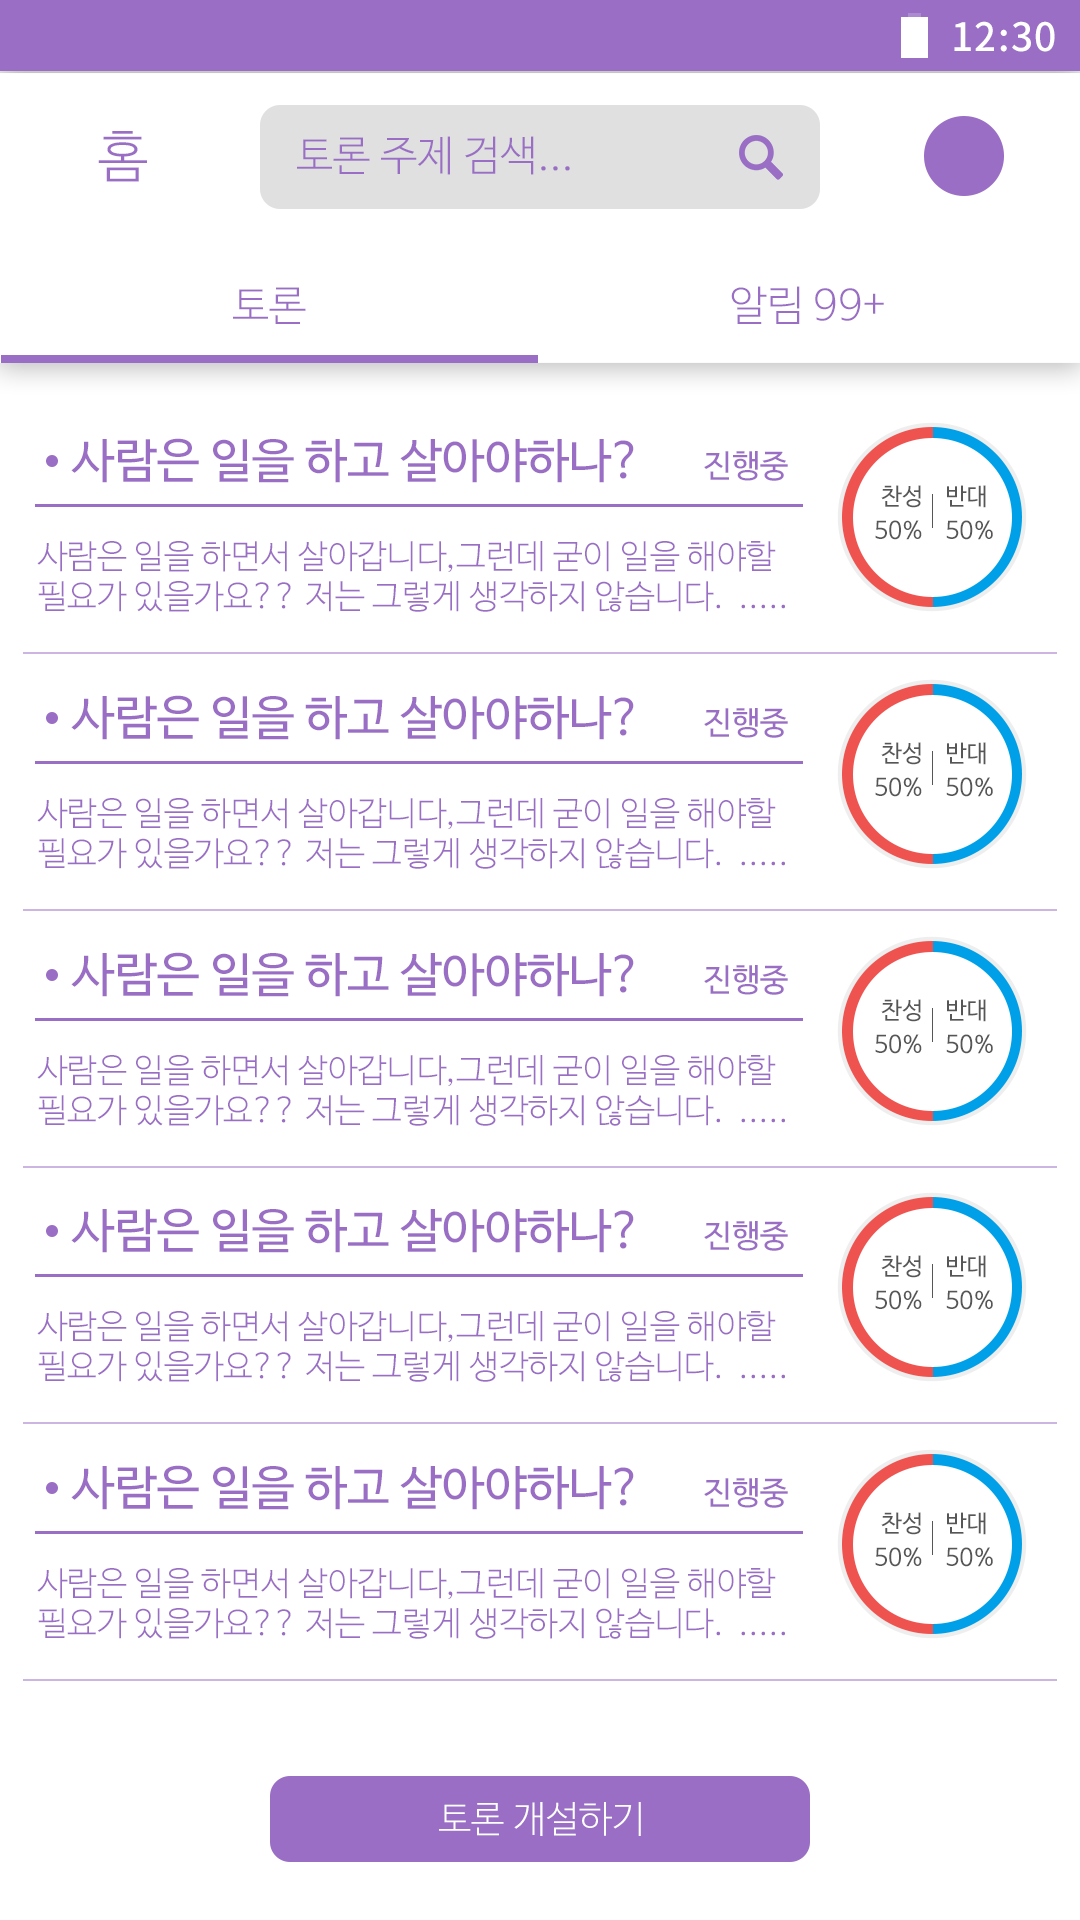 12:30
홈
토론 주제 검색...
토론
알림 99+
• 사람은 일을 하고 살아야하나?
진행중
찬성 | 반대
50% 50%
사람은 일을 하면서 살아갑니다,그런데 굳이 일을 해야할
필요가 있을가요?? 저는 그렇게 생각하지 않습니다. .....
• 사람은 일을 하고 살아야하나?
진행중
찬성 | 반대
50% 50%
사람은 일을 하면서 살아갑니다,그런데 굳이 일을 해야할
필요가 있을가요?? 저는 그렇게 생각하지 않습니다. .....
• 사람은 일을 하고 살아야하나?
진행중
찬성 | 반대
50% 50%
사람은 일을 하면서 살아갑니다,그런데 굳이 일을 해야할
필요가 있을가요?? 저는 그렇게 생각하지 않습니다. .....
• 사람은 일을 하고 살아야하나?
진행중
찬성 | 반대
50% 50%
사람은 일을 하면서 살아갑니다,그런데 굳이 일을 해야할
필요가 있을가요?? 저는 그렇게 생각하지 않습니다. .....
• 사람은 일을 하고 살아야하나?
진행중
찬성 | 반대
50% 50%
사람은 일을 하면서 살아갑니다,그런데 굳이 일을 해야할
필요가 있을가요?? 저는 그렇게 생각하지 않습니다. .....
토론 개설하기